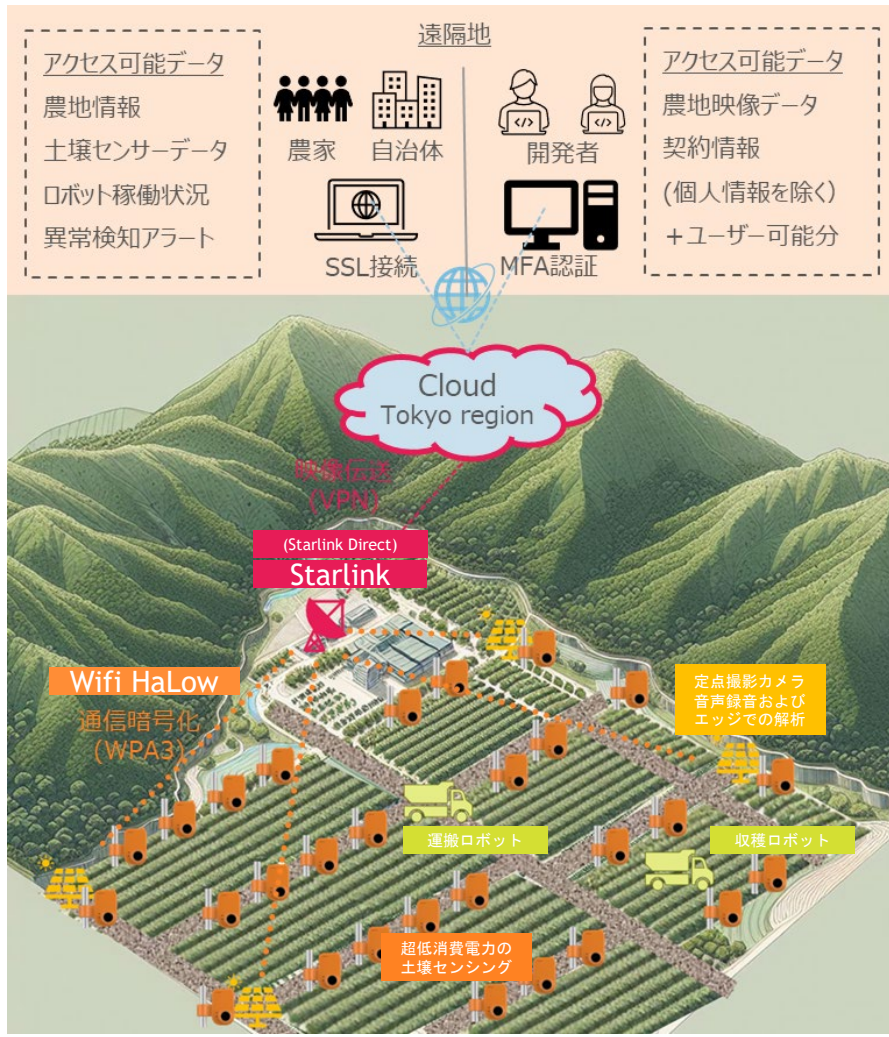 遠隔地
アクセス可能データ
農地情報
土壌センサーデータ
ロボット稼働状況
異常検知アラート
農家
自治体
SSL接続
開発者
</>
</>
MFA認証
アクセス可能データ
農地映像データ
契約情報
(個人情報を除く)
+ユーザー可能分
Cloud
Tokyo region
映像伝送
(VPN)
(Starlink Direct)
Starlink
Wifi HaLow
通信暗号化
(WPA3)
定点撮影カメラ
音声録音および
エッジでの解析
運搬ロボット
収穫ロボット
超低消費電力の
土壌センシング